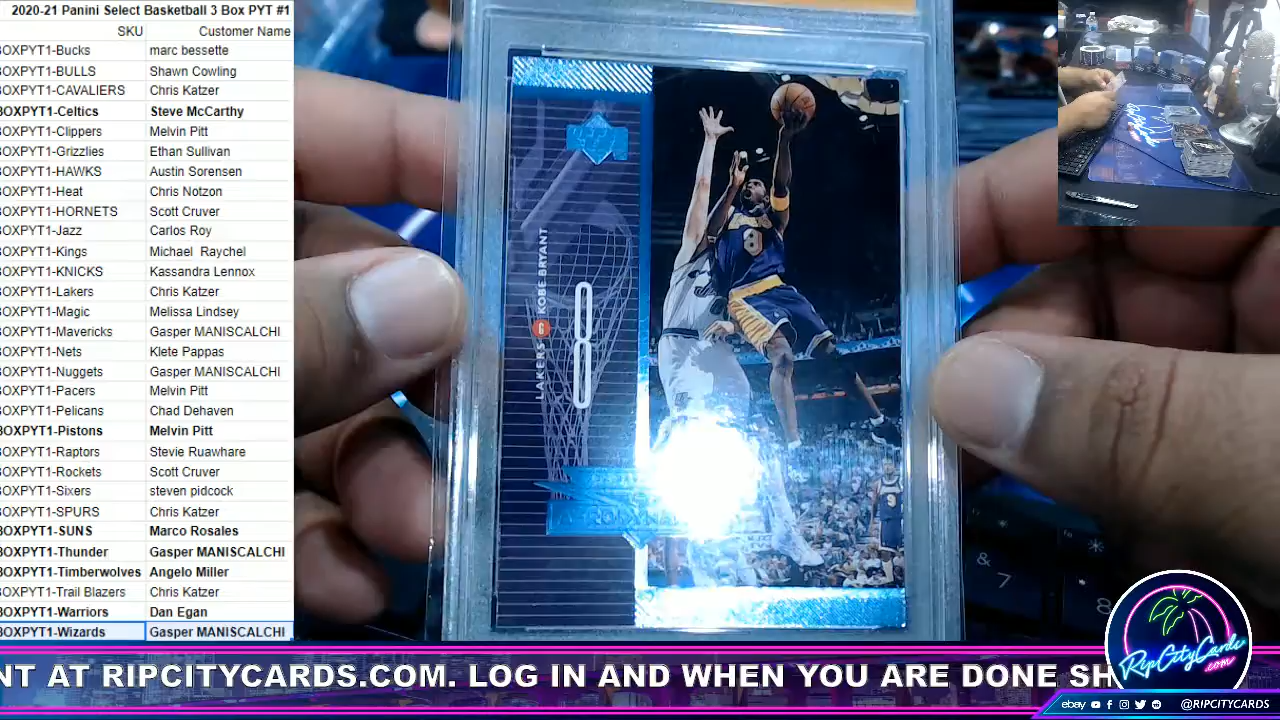 2020-21 Panini Select Basketball 3 Box PYT #1
SKU Customer Name
BOXPYT1-Bucks marc bessette
BOXPYT1-BULLS Shawn Cowling
BOXPYT1-CAVALIERS Chris Katzer
BOXPYT1-Celtics Steve McCarthy
BOXPYT1-Clippers Melvin Pitt
BOXPYT1-Grizzlies Ethan Sullivan
BOXPYT1-HAWKS Austin Sorensen
BOXPYT1-Heat Chris Notzon
BOXPYT1-HORNETS Scott Cruver
BOXPYT1-Jazz Carlos Roy
BOXPYT1-Kings Michael Raychel
BOXPYT1-KNICKS Kassandra Lennox
BOXPYT1-Lakers Chris Katzer
BOXPYT1-Magic Melissa Lindsey
BOXPYT1-Mavericks Gasper MANISCALCHI
BOXPYT1-Nets Klete Pappas
BOXPYT1-Nuggets Gasper MANISCALCHI
BOXPYT1-Pacers Melvin Pitt
BOXPYT1-Pelicans Chad Dehaven
BOXPYT1-Pistons Melvin Pitt
BOXPYT1-Raptors Stevie Ruawhare
BOXPYT1-Rockets Scott Cruver
BOXPYT1-Sixers steven pidcock
BOXPYT1-SPURS Chris Katzer
BOXPYT1-SUNS Marco Rosales
BOXPYT1-Thunder Gasper MANISCALCHI
BOXPYT1-Timberwolves Angelo Miller
BOXPYT1-Trail Blazers Chris Katzer
BOXPYT1-Warriors Dan Egan
BOXPYT1-Wizards Gasper MANISCALCHI
LAKERS G KOBE BRYANT
8
8
9
&
7
*
8
NT AT RIPCITYCARDS.COM. LOG IN AND WHEN YOU ARE DONE SH
RipCityCards
.com
ebay @RIPCITYCARDS